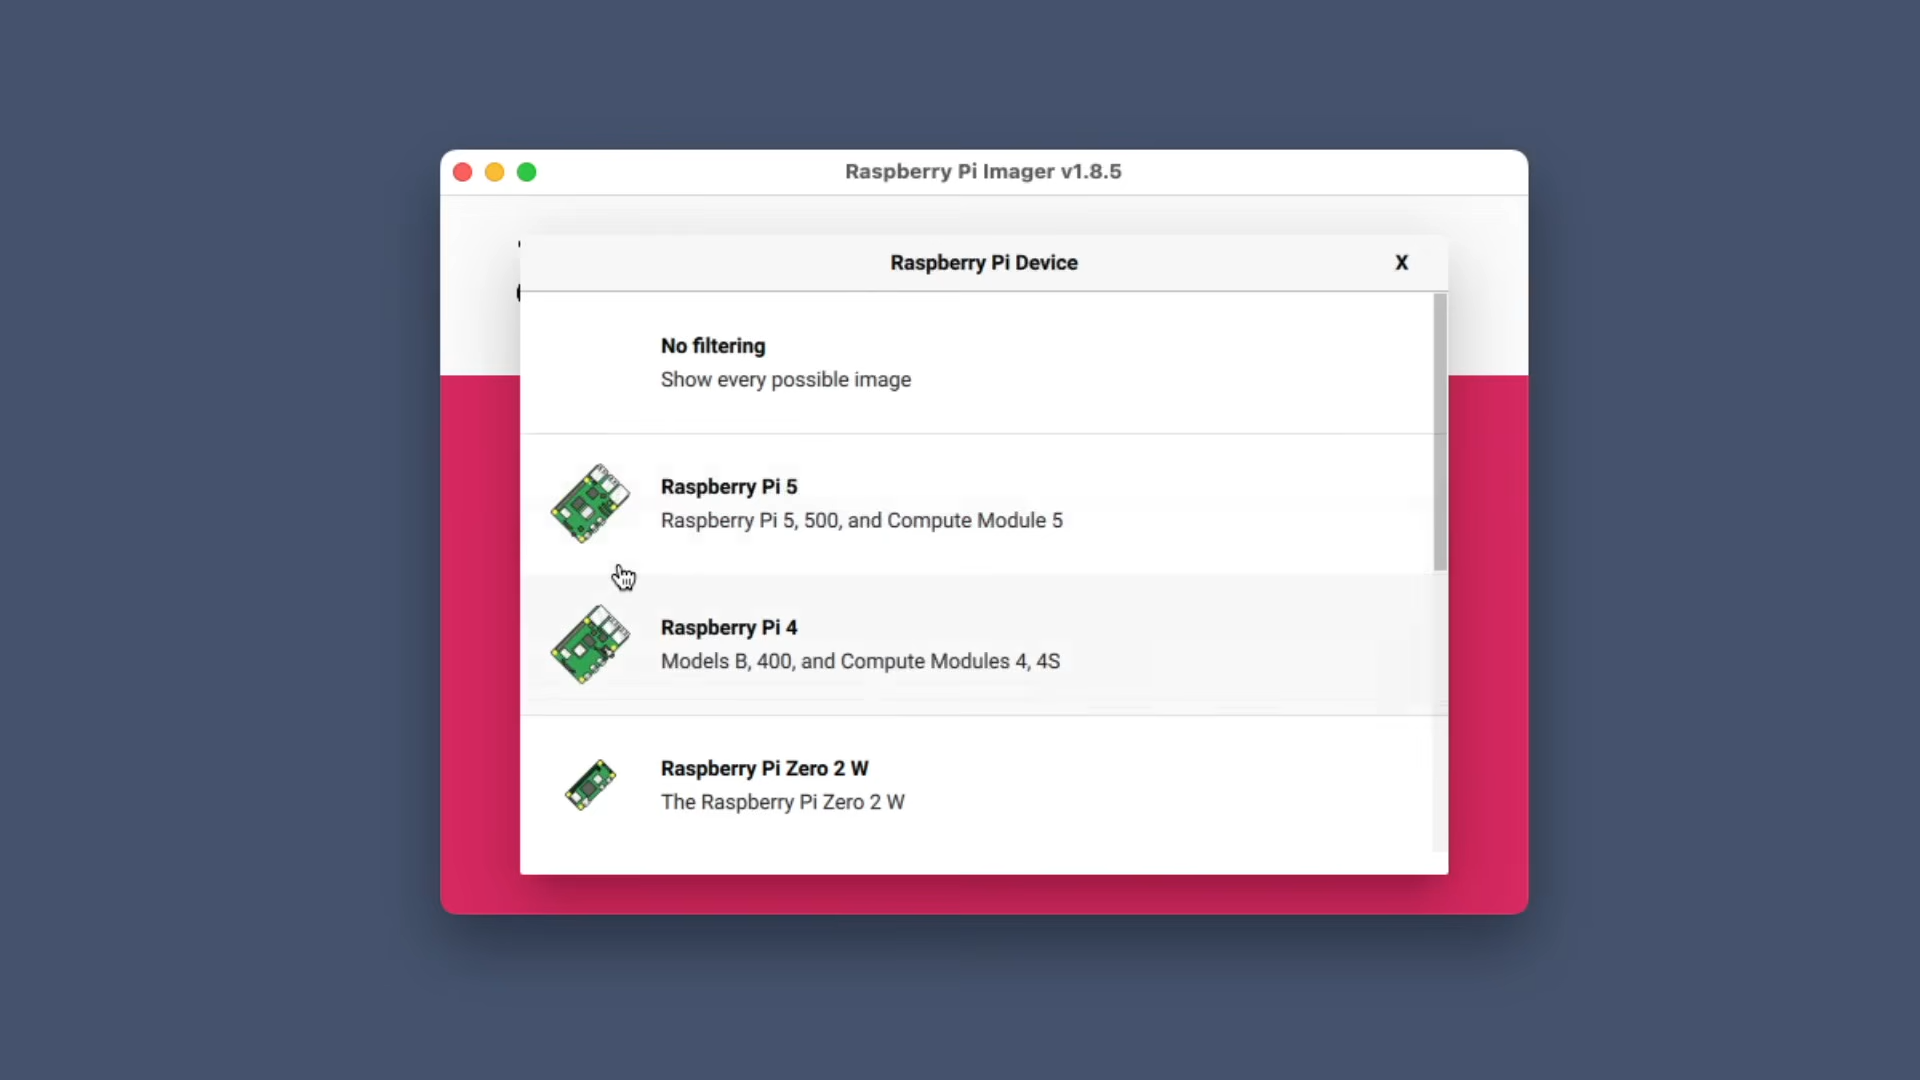 Raspberry Pi Imager v1.8.5
Raspberry Pi Device
X
No filtering
Show every possible image
Raspberry Pi 5
Raspberry Pi 5, 500, and Compute Module 5
Raspberry Pi 4
Models B, 400, and Compute Modules 4, 4S
Raspberry Pi Zero 2 W
The Raspberry Pi Zero 2 W